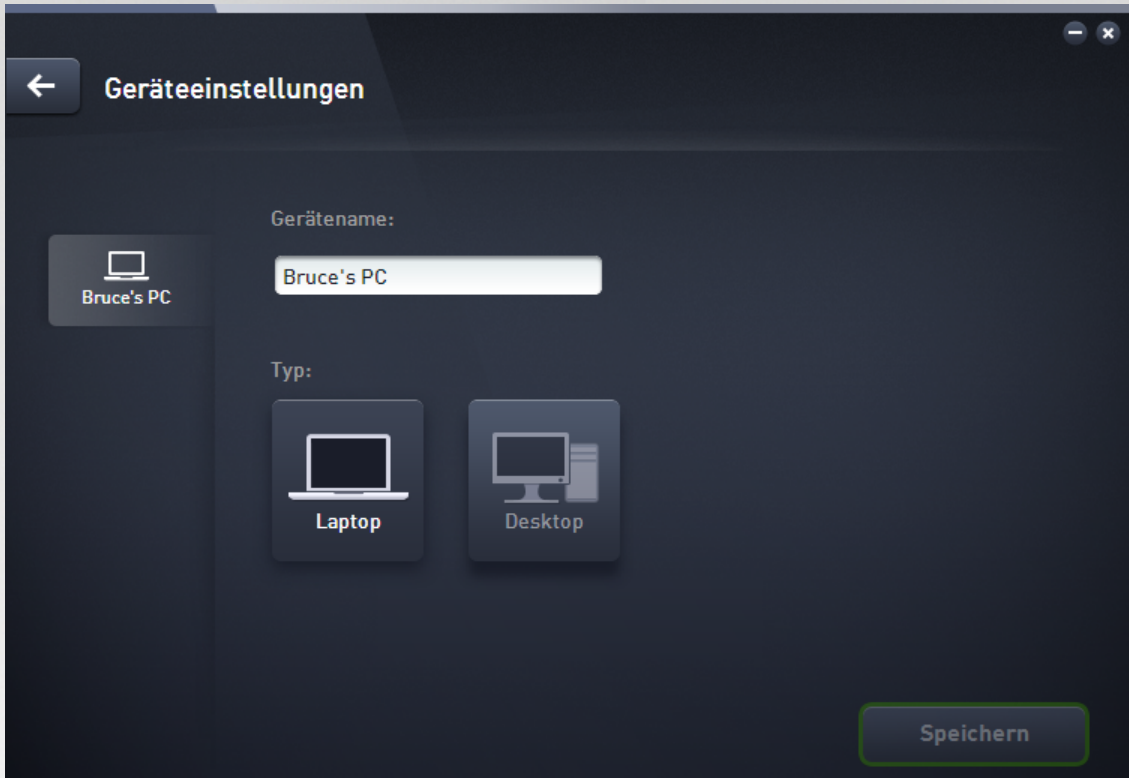 Geräteeinstellungen
Bruce's PC
Gerätename:
Bruce's PC
Typ:
Laptop
Desktop
Speichern